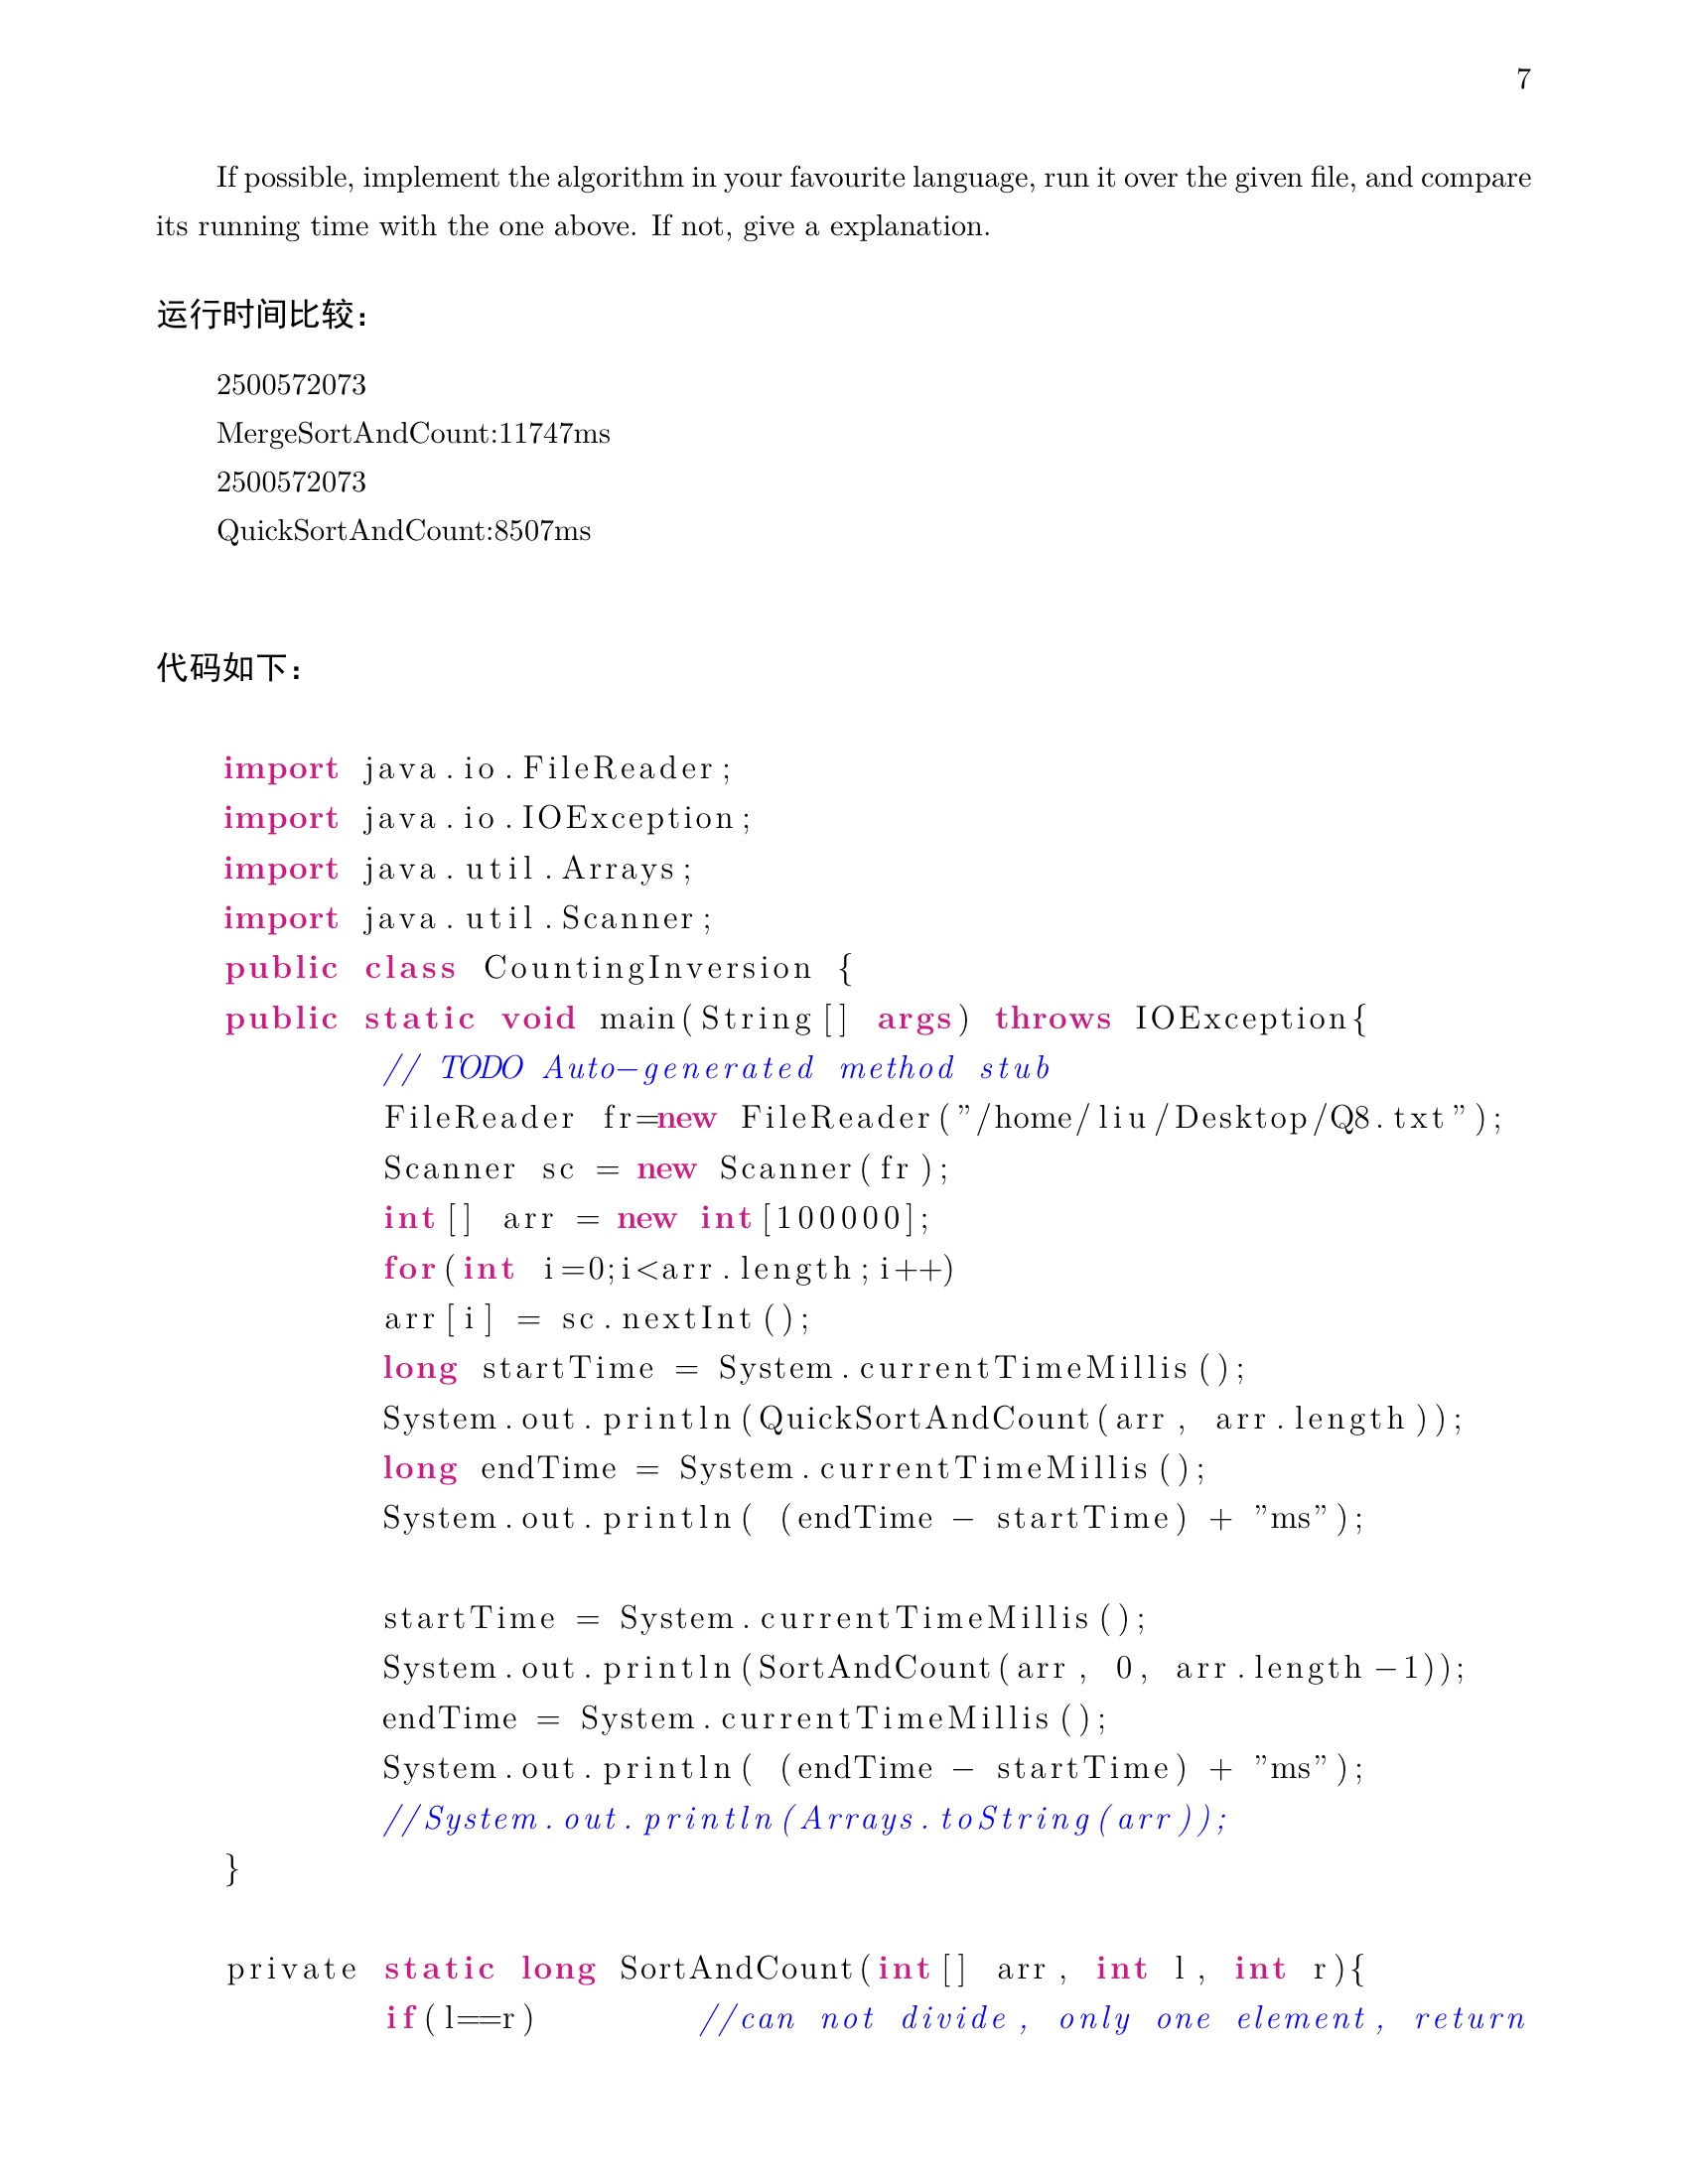 7
If possible, implement the algorithm in your favourite language, run it over the given file, and compare
its running time with the one above. If not, give a explanation.
运行时间比较：
2500572073
MergeSortAndCount:11747ms
2500572073
QuickSortAndCount:8507ms
代码如下：
import java.io.FileReader;
import java.io.IOException;
import java.util.Arrays;
import java.util.Scanner;
public class CountingInversion {
public static void main(String[] args) throws IOException{
// TODO Auto−generated method stub
FileReader fr=new FileReader("/home/liu/Desktop/Q8.txt");
Scanner sc = new Scanner(fr);
int[] arr = new int[100000];
for(int i=0;i<arr.length;i++)
arr[i] = sc.nextInt();
long startTime = System.currentTimeMillis();
System.out.println(QuickSortAndCount(arr, arr.length));
long endTime = System.currentTimeMillis();
System.out.println( (endTime − startTime) + "ms");
startTime = System.currentTimeMillis();
System.out.println(SortAndCount(arr, 0, arr.length−1));
endTime = System.currentTimeMillis();
System.out.println( (endTime − startTime) + "ms");
//System.out.println(Arrays.toString(arr));
}
private static long SortAndCount(int[] arr, int l, int r){
if(l==r) //can not divide, only one element, return